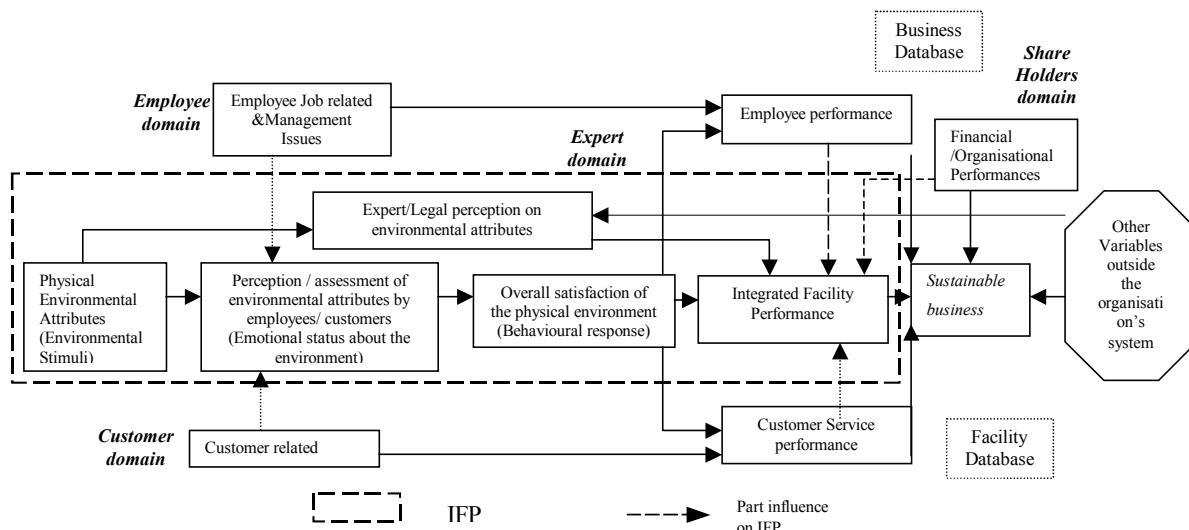 Business
Database
Share
Holders
domain
Employee
domain
Employee Job related
&Management
Issues
Employee performance
Expert
domain
Financial
/Organisational
Performances
Expert/Legal perception on
environmental attributes
Other
Variables
outside
the
organisati
on's
system
Physical
Environmental
Attributes
(Environmental
Stimuli)
Perception / assessment of
environmental attributes by
employees/ customers
(Emotional status about the
environment)
Overall satisfaction of
the physical environment
(Behavioural response)
Integrated Facility
Performance
Sustainable
business
Customer
domain
Customer related
Customer Service
performance
Facility
Database
IFP
Part influence
on IFP